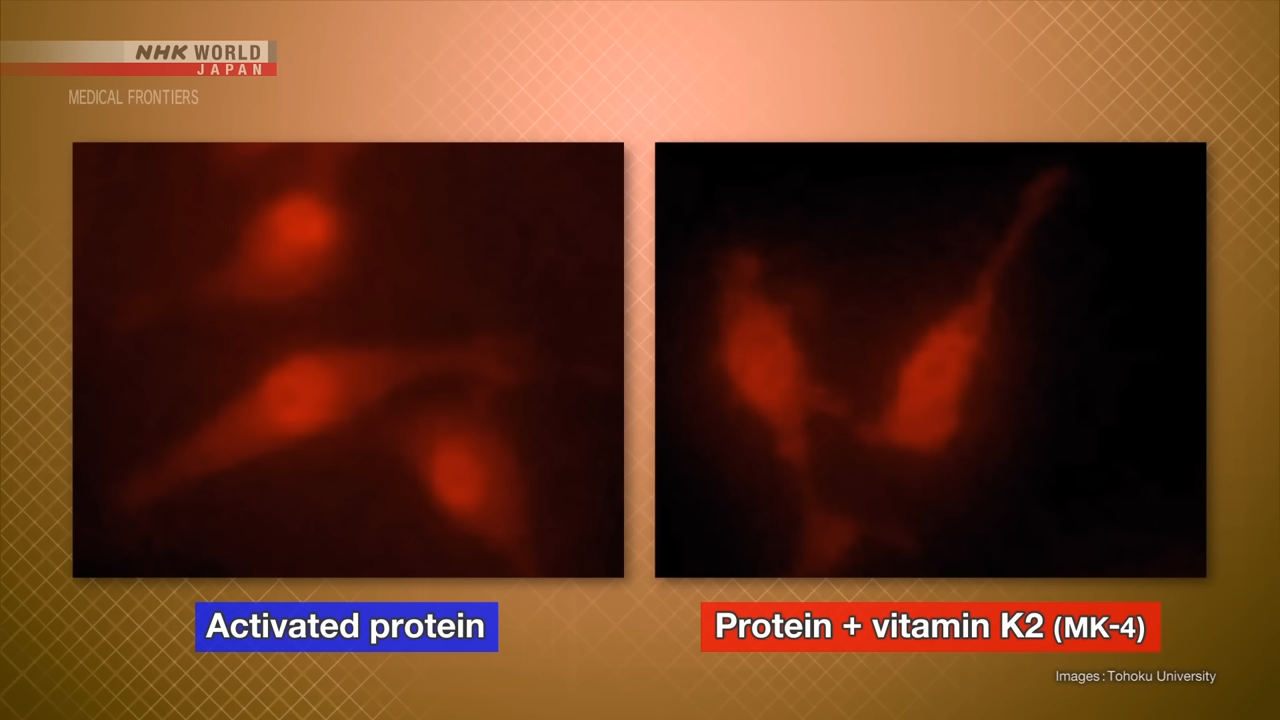 NHK WORLD
JAPAN
MEDICAL FRONTIERS
Activated protein
Protein + vitamin K2 (MK-4)
Images : Tohoku University